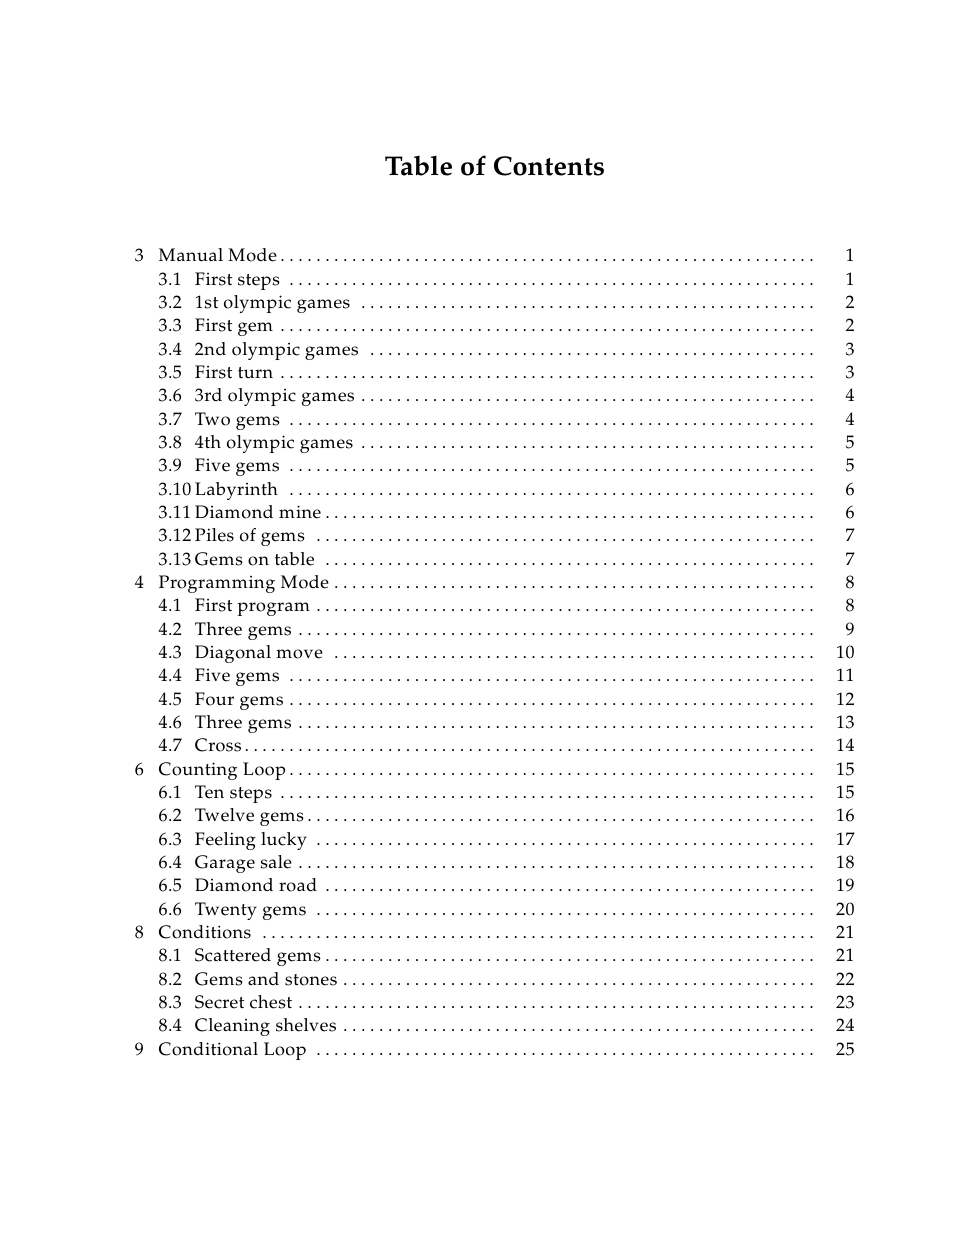 Table of Contents
3 Manual Mode . . . . . . . . . . . . . . . . . . . . 1
3.1 First steps . . . . . . . . . . . . . . . . . . . . 1
3.2 1st olympic games . . . . . . . . . . . . . . . . . . . . 2
3.3 First gem . . . . . . . . . . . . . . . . . . . . 2
3.4 2nd olympic games . . . . . . . . . . . . . . . . . . . . 3
3.5 First turn . . . . . . . . . . . . . . . . . . . . 3
3.6 3rd olympic games . . . . . . . . . . . . . . . . . . . . 4
3.7 Two gems . . . . . . . . . . . . . . . . . . . . 4
3.8 4th olympic games . . . . . . . . . . . . . . . . . . . . 5
3.9 Five gems . . . . . . . . . . . . . . . . . . . . 5
3.10 Labyrinth . . . . . . . . . . . . . . . . . . . . 6
3.11 Diamond mine . . . . . . . . . . . . . . . . . . . . 6
3.12 Piles of gems . . . . . . . . . . . . . . . . . . . . 7
3.13 Gems on table . . . . . . . . . . . . . . . . . . . . 7
4 Programming Mode . . . . . . . . . . . . . . . . . . . . 8
4.1 First program . . . . . . . . . . . . . . . . . . . . 8
4.2 Three gems . . . . . . . . . . . . . . . . . . . . 9
4.3 Diagonal move . . . . . . . . . . . . . . . . . . . . 10
4.4 Five gems . . . . . . . . . . . . . . . . . . . . 11
4.5 Four gems . . . . . . . . . . . . . . . . . . . . 12
4.6 Three gems . . . . . . . . . . . . . . . . . . . . 13
4.7 Cross . . . . . . . . . . . . . . . . . . . . 14
6 Counting Loop . . . . . . . . . . . . . . . . . . . . 15
6.1 Ten steps . . . . . . . . . . . . . . . . . . . . 15
6.2 Twelve gems . . . . . . . . . . . . . . . . . . . . 16
6.3 Feeling lucky . . . . . . . . . . . . . . . . . . . . 17
6.4 Garage sale . . . . . . . . . . . . . . . . . . . . 18
6.5 Diamond road . . . . . . . . . . . . . . . . . . . . 19
6.6 Twenty gems . . . . . . . . . . . . . . . . . . . . 20
8 Conditions . . . . . . . . . . . . . . . . . . . . 21
8.1 Scattered gems . . . . . . . . . . . . . . . . . . . . 21
8.2 Gems and stones . . . . . . . . . . . . . . . . . . . . 22
8.3 Secret chest . . . . . . . . . . . . . . . . . . . . 23
8.4 Cleaning shelves . . . . . . . . . . . . . . . . . . . . 24
9 Conditional Loop . . . . . . . . . . . . . . . . . . . . 25